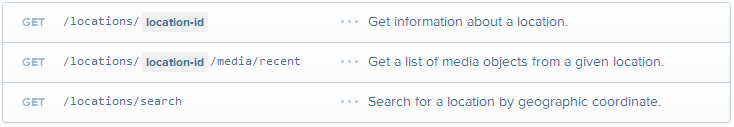 GET /locations/ location-id ••• Get information about a location.
GET /locations/ location-id /media/recent ••• Get a list of media objects from a given location.
GET /locations/search ••• Search for a location by geographic coordinate.